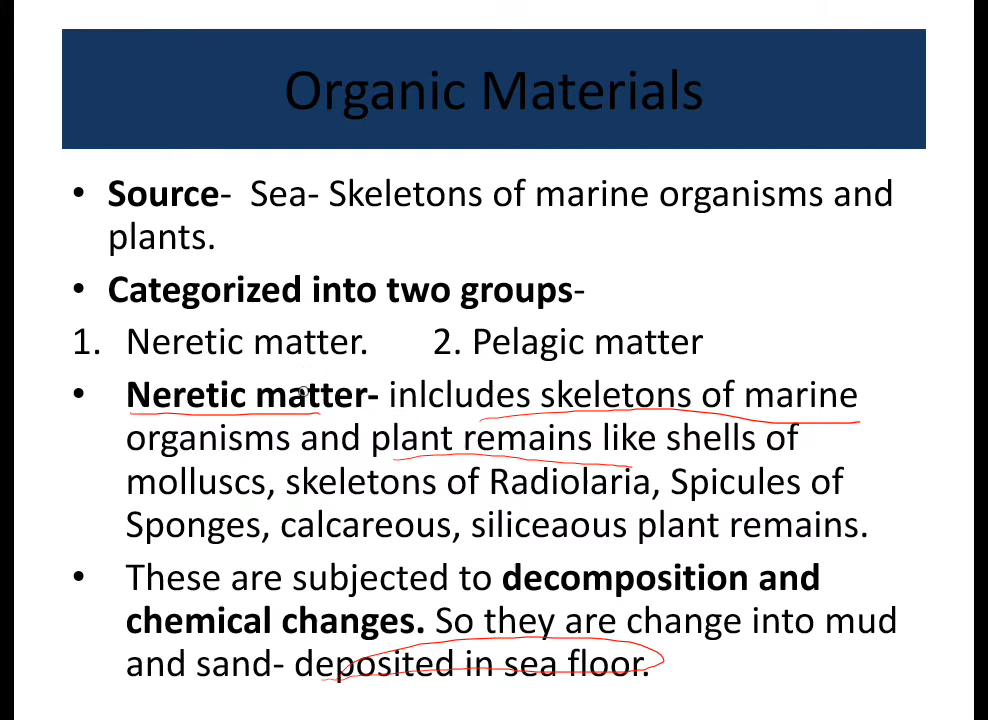 Organic Materials
• Source- Sea- Skeletons of marine organisms and
plants.
• Categorized into two groups-
1. Neretic matter. 2. Pelagic matter
• Neretic matter- inlcludes skeletons of marine
organisms and plant remains like shells of
molluscs, skeletons of Radiolaria, Spicules of
Sponges, calcareous, siliceaous plant remains.
• These are subjected to decomposition and
chemical changes. So they are change into mud
and sand- deposited in sea floor.